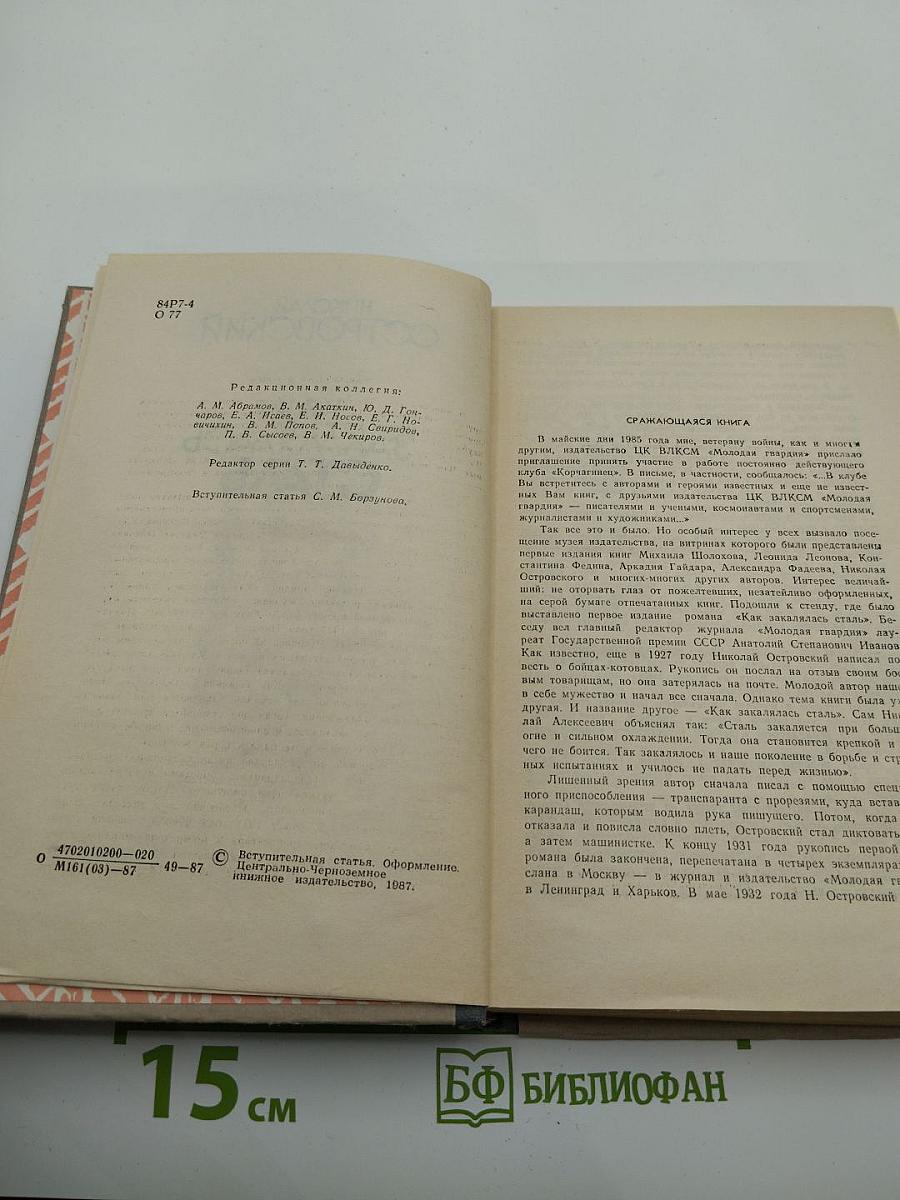 84Р7-4
О 77
Редакционная коллегия:
А. М. Абрамов, В. М. Акаткин, Ю. Д. Гон-
чаров, Е. А. Исаев, Е. И. Носов, Е. Г. Но-
вичихин, В. М. Попов, А. Н. Свиридов,
П. В. Сысоев, В. М. Чекиров.
Редактор серии Т. Т. Давыденко.
Вступительная статья С. М. Борзунова.
О 4702010200—020
М161(03)—87 49—87
© Вступительная статья. Оформление.
Центрально-Черноземное
книжное издательство, 1987.
СРАЖАЮЩАЯСЯ КНИГА
В майские дни 1985 года мне, ветерану войны, как и многим
другим, издательство ЦК ВЛКСМ «Молодая гвардия» прислало
приглашение принять участие в работе постоянно действующего
клуба «Корчагинец». В письме, в частности, сообщалось: «...В клубе
Вы встретитесь с авторами и героями известных и еще не извест-
ных Вам книг, с друзьями издательства ЦК ВЛКСМ «Молодая
гвардия» — писателями и учеными, космонавтами и спортсменами,
журналистами и художниками...»
Так все это и было. Но особый интерес у всех вызвало посе-
щение музея издательства, на витринах которого были представлены
первые издания книг Михаила Шолохова, Леонида Леонова, Кон-
стантина Федина, Аркадия Гайдара, Александра Фадеева, Николая
Островского и многих-многих других авторов. Интерес величай-
ший: не оторвать глаз от пожелтевших, незатейливо оформленных,
на серой бумаге отпечатанных книг. Подошли к стенду, где было
выставлено первое издание романа «Как закалялась сталь». Бе-
седу вел главный редактор журнала «Молодая гвардия» лау-
реат Государственной премии СССР Анатолий Степанович Иванов
Как известно, еще в 1927 году Николай Островский написал по
весть о бойцах-котовцах. Рукопись он послал на отзыв своим бое
вым товарищам, но она затерялась на почте. Молодой автор наше
в себе мужество и начал все сначала. Однако тема книги была у
другая. И название другое — «Как закалялась сталь». Сам Ни
лай Алексеевич объяснял так: «Сталь закаляется при больш
огне и сильном охлаждении. Тогда она становится крепкой и
чего не боится. Так закалялось и наше поколение в борьбе и стр
ных испытаниях и училось не падать перед жизнью».
Лишенный зрения автор сначала писал с помощью спец
ного приспособления — транспаранта с прорезями, куда встав
карандаш, которым водила рука пишущего. Потом, когда
отказала и повисла словно плеть, Островский стал диктовать
а затем машинистке. К концу 1931 года рукопись первой
романа была закончена, перепечатана в четырех экземпляра
слана в Москву — в журнал и издательство «Молодая гв
в Ленинград и Харьков. В мае 1932 года Н. Островский
15 см
БФ БИБЛИОФАН